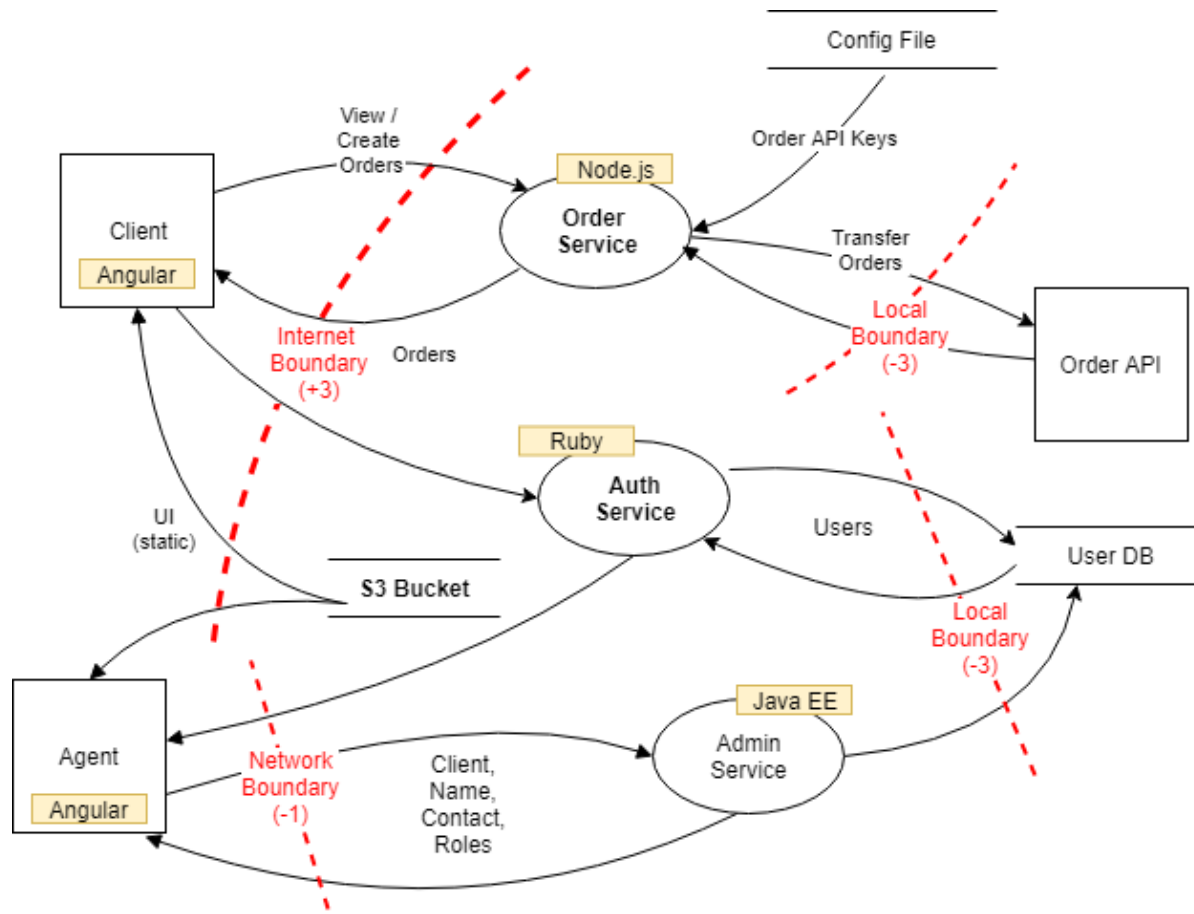 Config File
View /
Create
Orders
Order API Keys
Node.js
Order
Service
Client
Angular
Transfer
Orders
Internet
Boundary
(+3)
Orders
Local
Boundary
(-3)
Order API
Ruby
Auth
Service
UI
(static)
Users
User DB
S3 Bucket
Local
Boundary
(-3)
Java EE
Admin
Service
Agent
Angular
Network
Boundary
(-1)
Client,
Name,
Contact,
Roles